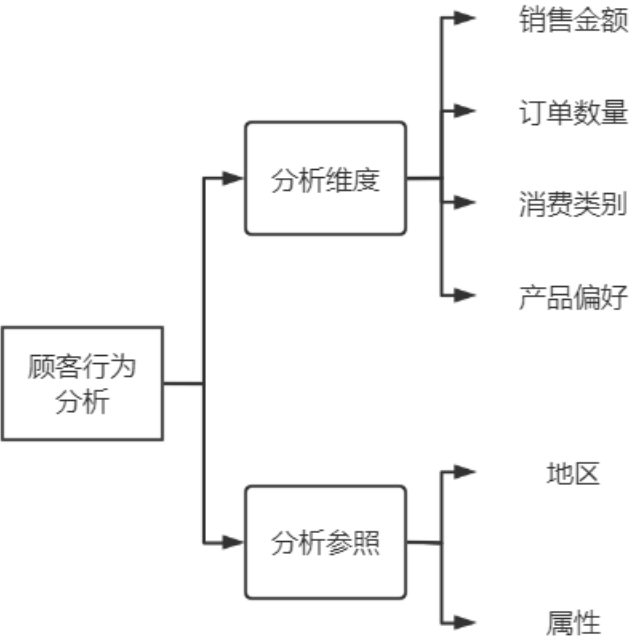 顾客行为
分析
分析维度
销售金额
订单数量
消费类别
产品偏好
分析参照
地区
属性